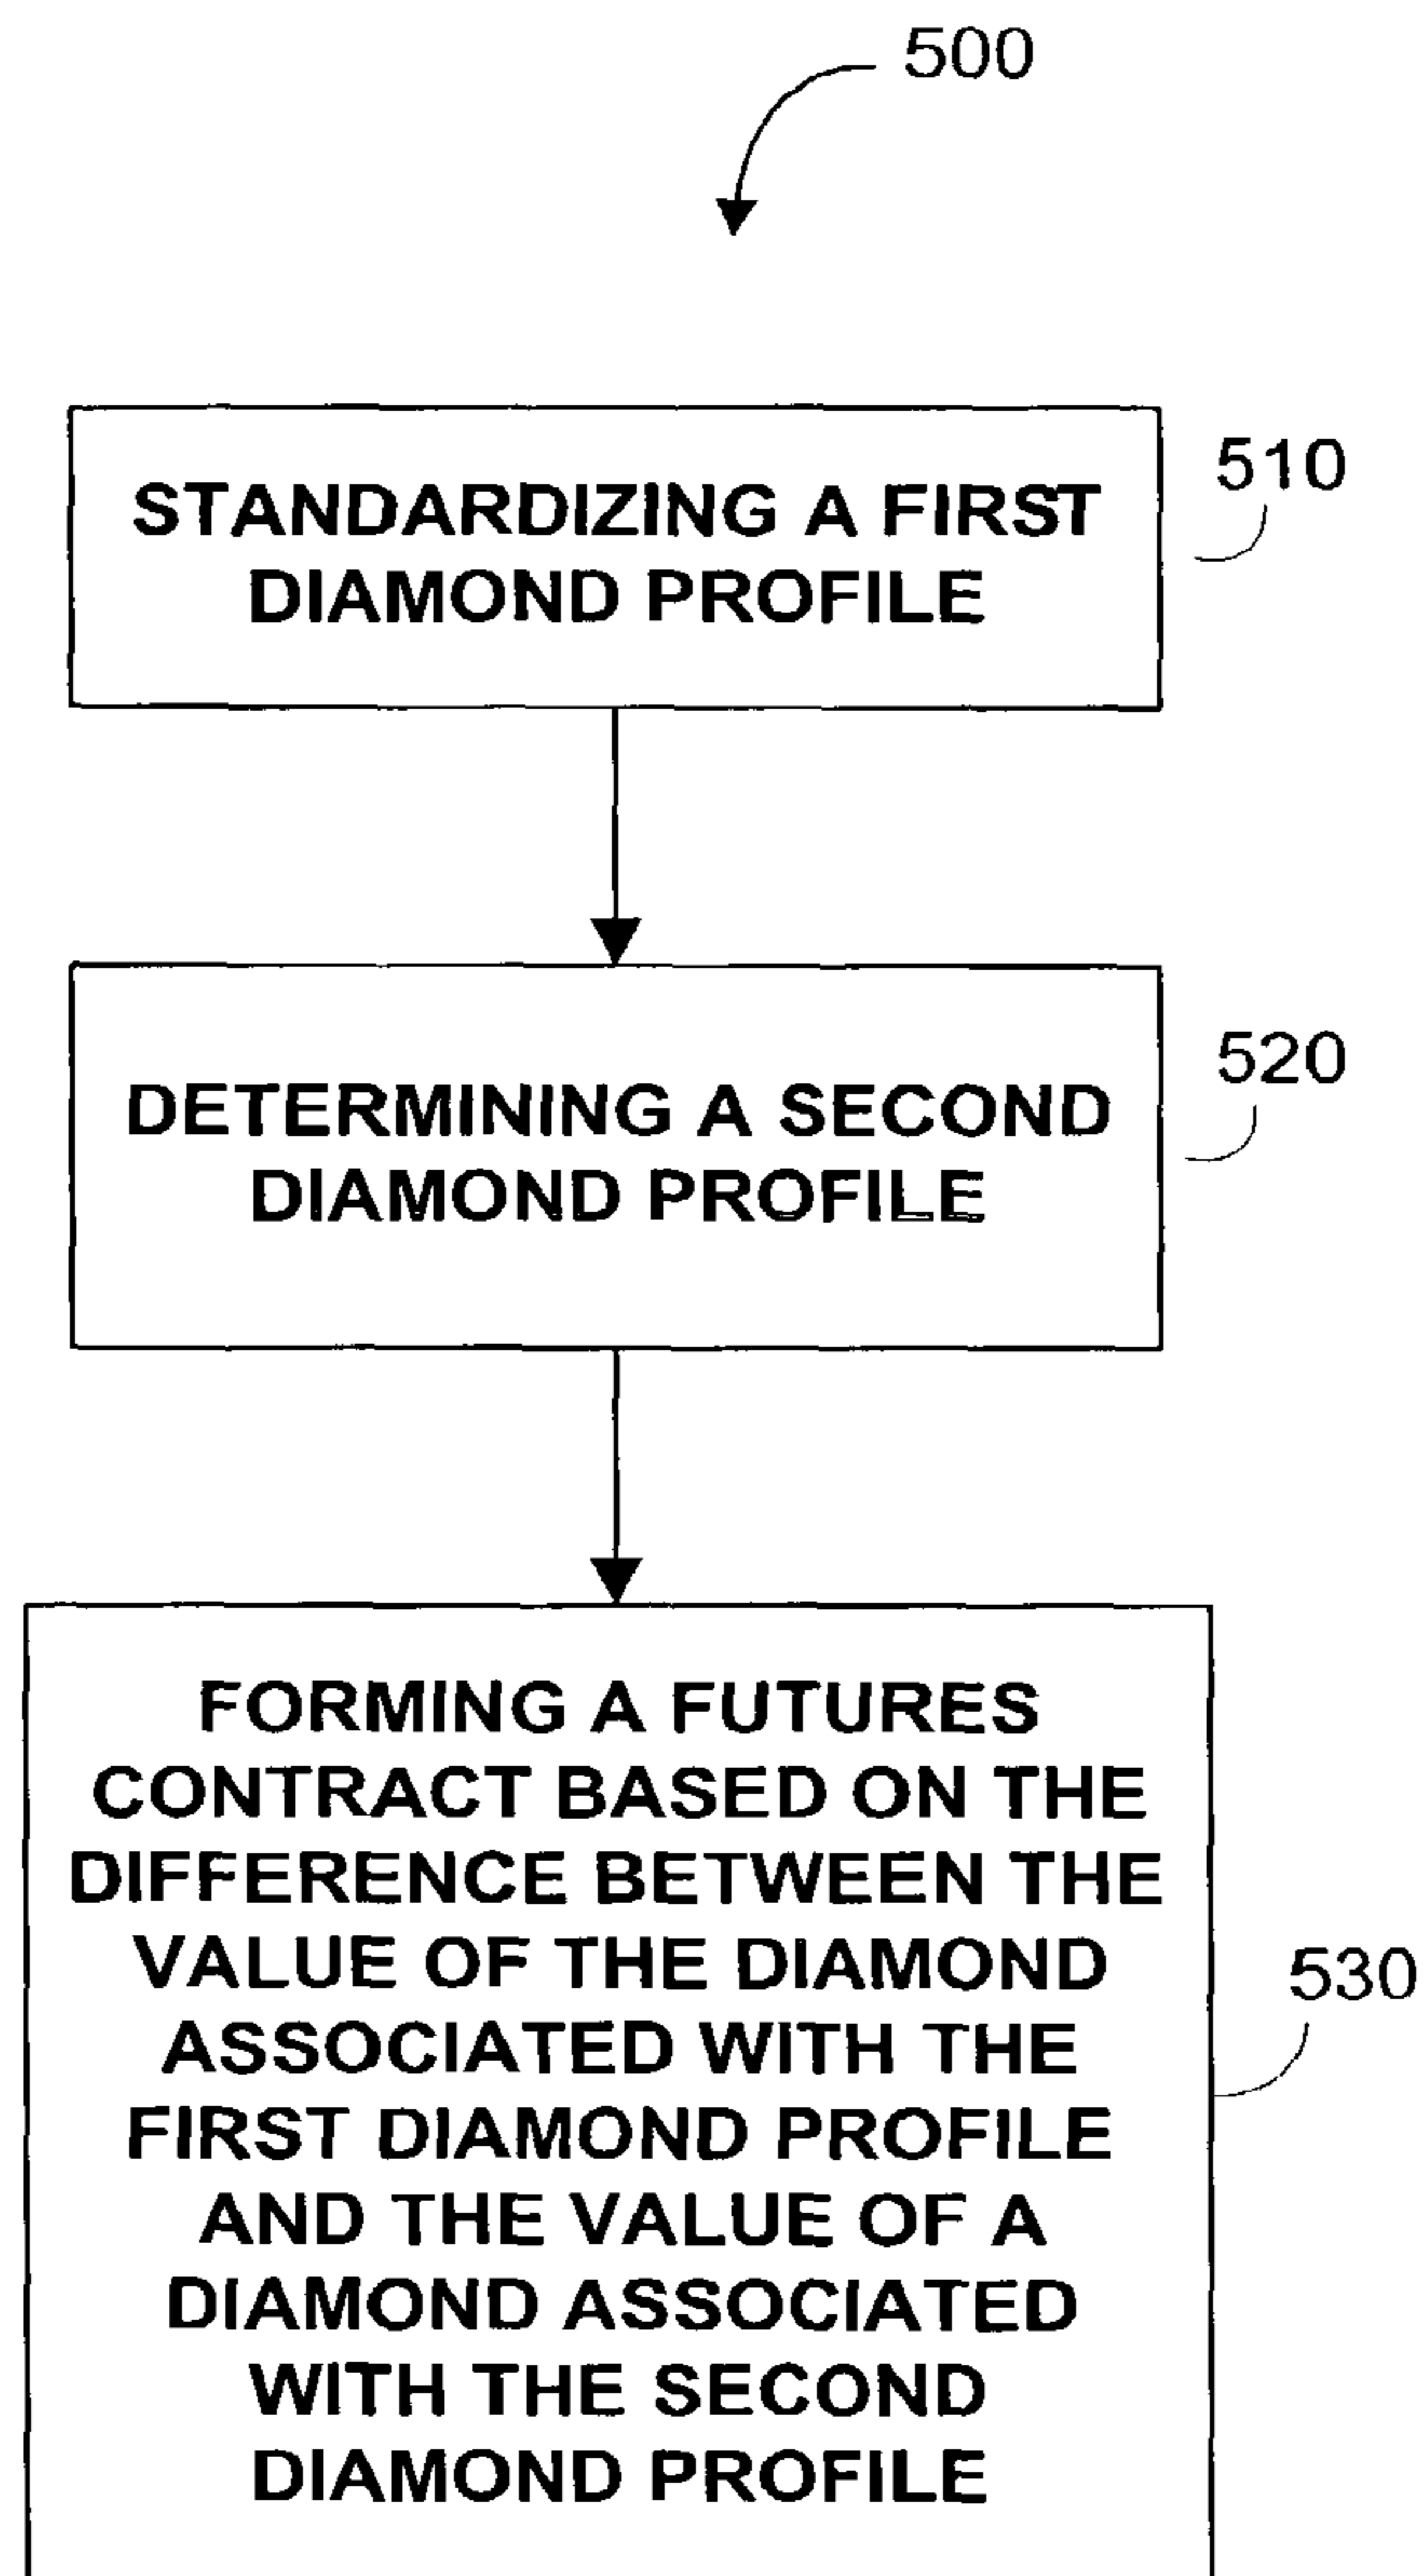 500
STANDARDIZING A FIRST
DIAMOND PROFILE
510
DETERMINING A SECOND
DIAMOND PROFILE
520
FORMING A FUTURES
CONTRACT BASED ON THE
DIFFERENCE BETWEEN THE
VALUE OF THE DIAMOND
ASSOCIATED WITH THE
FIRST DIAMOND PROFILE
AND THE VALUE OF A
DIAMOND ASSOCIATED
WITH THE SECOND
DIAMOND PROFILE
530